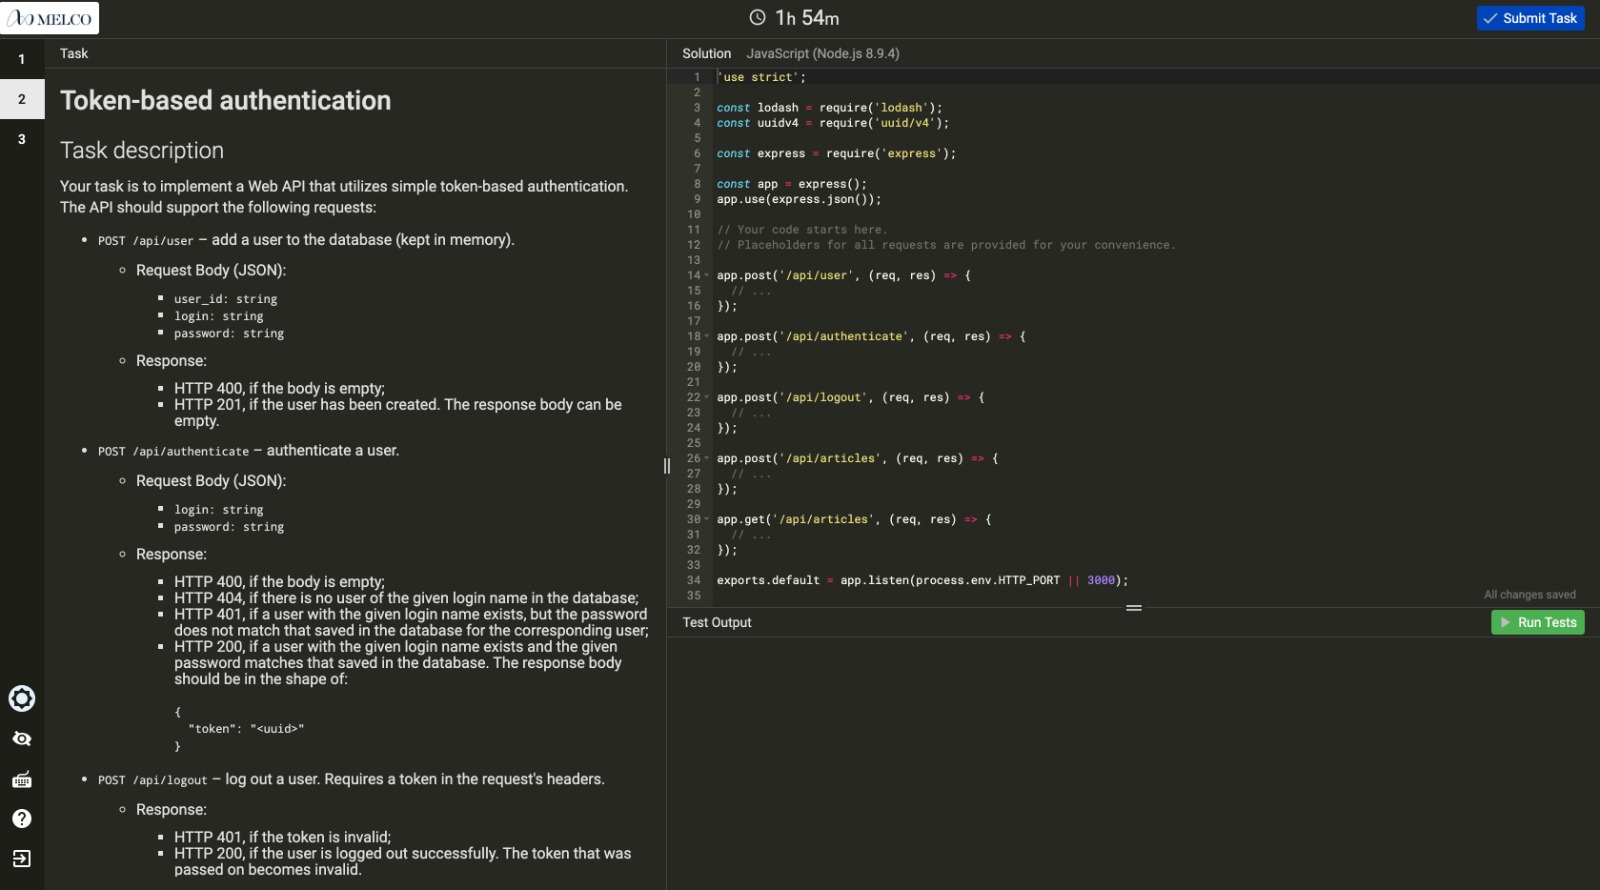 MELCO
1h 54m
Submit Task
1
2
3
Task
Token-based authentication
Task description
Your task is to implement a Web API that utilizes simple token-based authentication.
The API should support the following requests:
• POST /api/user – add a user to the database (kept in memory).
Request Body (JSON):
user_id: string
login: string
password: string
Response:
HTTP 400, if the body is empty;
HTTP 201, if the user has been created. The response body can be
empty.
• POST /api/authenticate – authenticate a user.
Request Body (JSON):
login: string
password: string
Response:
HTTP 400, if the body is empty;
HTTP 404, if there is no user of the given login name in the database;
HTTP 401, if a user with the given login name exists, but the password
does not match that saved in the database for the corresponding user;
HTTP 200, if a user with the given login name exists and the given
password matches that saved in the database. The response body
should be in the shape of:
{
"token": "<uuid>"
}
• POST /api/logout – log out a user. Requires a token in the request's headers.
Response:
HTTP 401, if the token is invalid;
HTTP 200, if the user is logged out successfully. The token that was
passed on becomes invalid.
Solution JavaScript (Node.js 8.9.4)
1 'use strict';
2
3 const lodash = require('lodash');
4 const uuidv4 = require('uuid/v4');
5
6 const express = require('express');
7
8 const app = express();
9 app.use(express.json());
10
11 // Your code starts here.
12 // Placeholders for all requests are provided for your convenience.
13
14 app.post('/api/user', (req, res) => {
15 // ...
16 });
17
18 app.post('/api/authenticate', (req, res) => {
19 // ...
20 });
21
22 app.post('/api/logout', (req, res) => {
23 // ...
24 });
25
26 app.post('/api/articles', (req, res) => {
27 // ...
28 });
29
30 app.get('/api/articles', (req, res) => {
31 // ...
32 });
33
34 exports.default = app.listen(process.env.HTTP_PORT || 3000);
35
All changes saved
Test Output
Run Tests